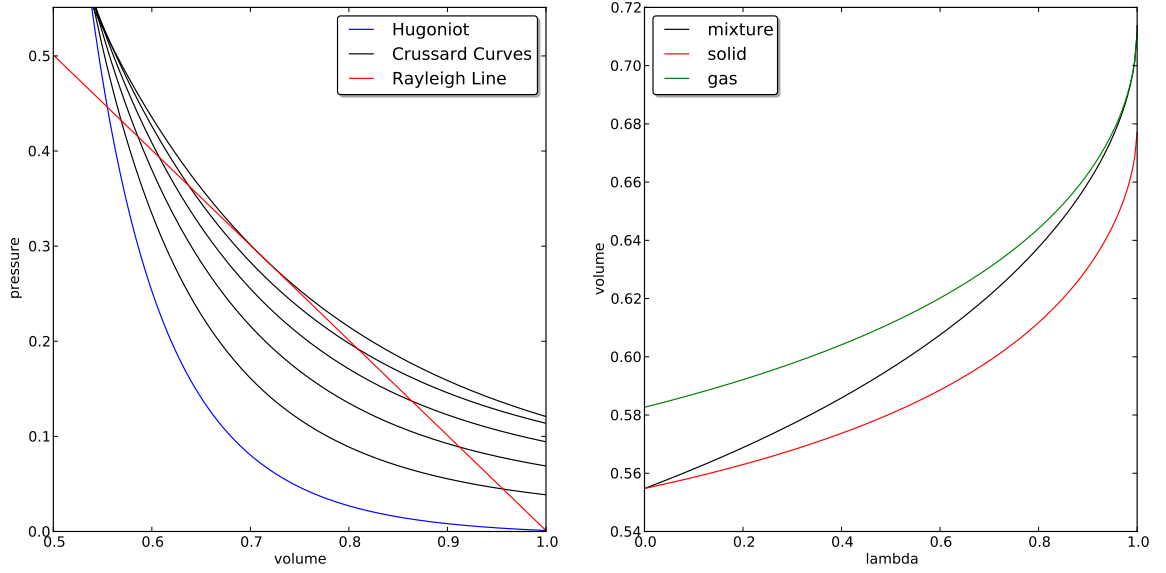 Hugoniot
Crussard Curves
Rayleigh Line
0.5
0.4
0.3
0.2
0.1
0.0
pressure
0.5 0.6 0.7 0.8 0.9 1.0
volume
mixture
solid
gas
0.72
0.70
0.68
0.66
0.64
0.62
0.60
0.58
0.56
0.54
volume
0.0 0.2 0.4 0.6 0.8 1.0
lambda